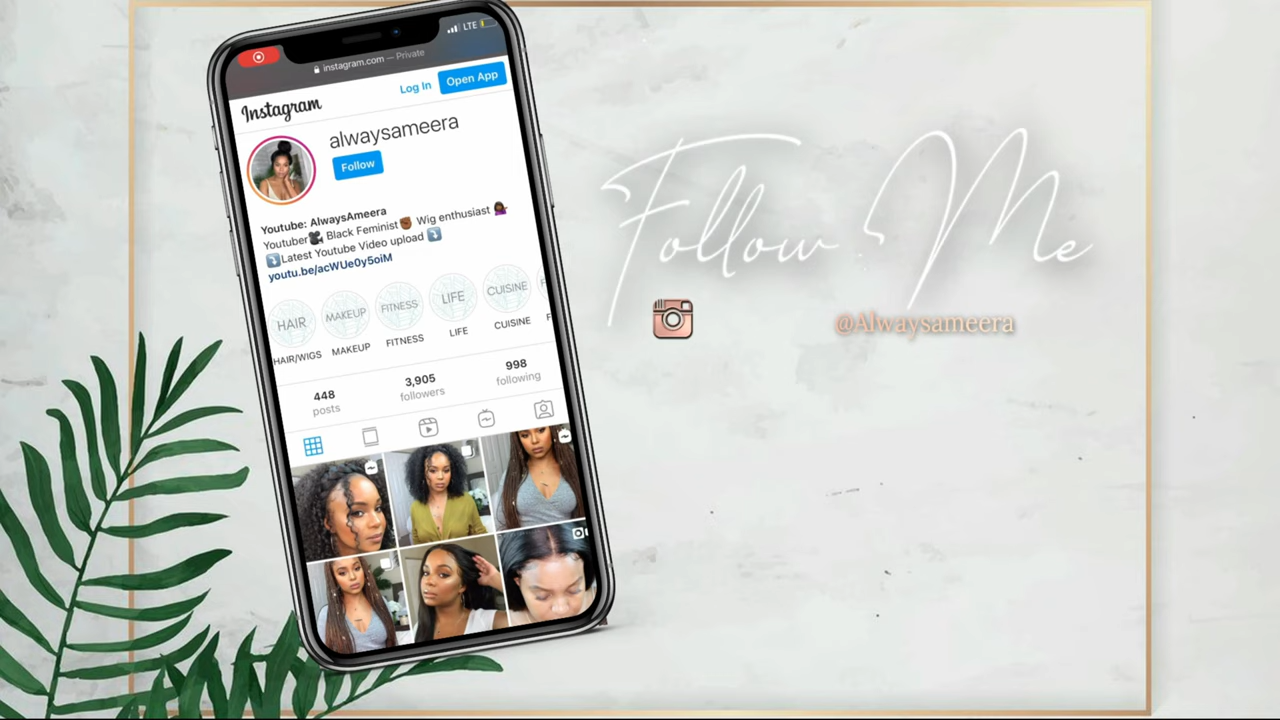 LTE
instagram.com — Private
Instagram
Log In
Open App
alwaysameera
Follow
Youtube: AlwaysAmeera
Youtuber🎥 Black Feminist✊🏾 Wig enthusiast 💁🏾‍♀️
⤵️Latest Youtube Video upload ⤵️
youtu.be/acWUe0y5oiM
HAIR
MAKEUP
FITNESS
LIFE
CUISINE
F
HAIR/WIGS
MAKEUP
FITNESS
LIFE
CUISINE
F
448
posts
3,905
followers
998
following
Follow Me
@Alwaysameera